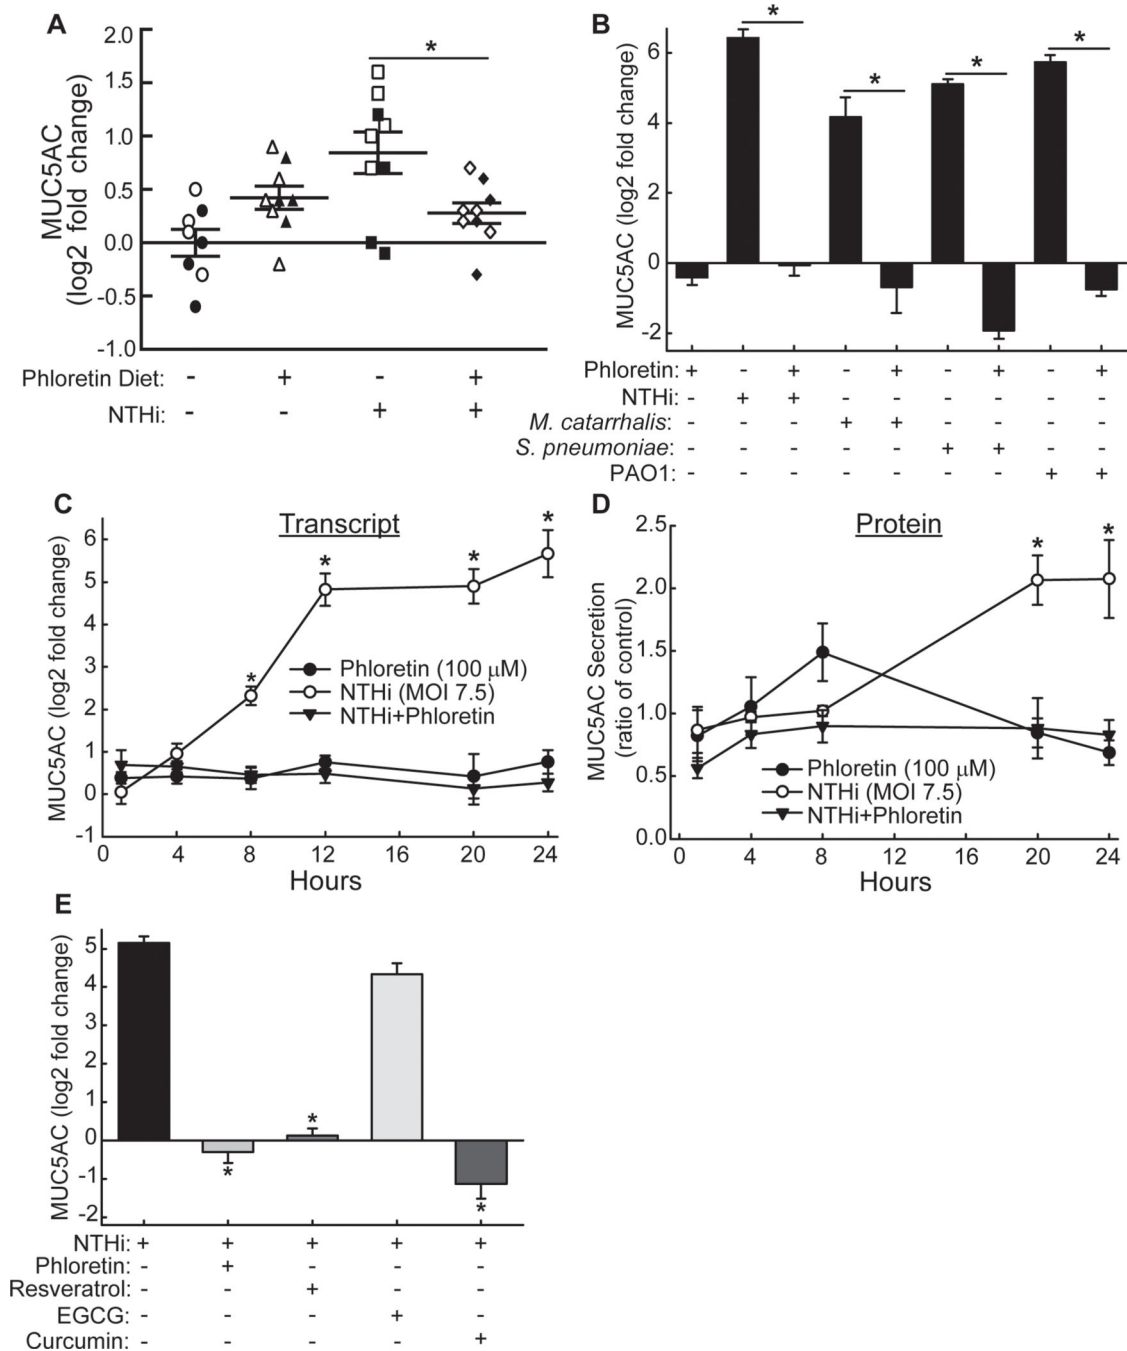 A
MUC5AC
(log2 fold change)
2.0
1.5
1.0
0.5
0.0
-0.5
-1.0
*
Phloretin Diet: - + - +
NTHi: - - + +
B
MUC5AC (log2 fold change)
6
4
2
0
-2
* * * *
Phloretin: + - + - + - + - +
NTHi: - + + - - - - - -
M. catarrhalis: - - - + + - - - -
S. pneumoniae: - - - - - + + - -
PAO1: - - - - - - - + +
C
Transcript
MUC5AC (log2 fold change)
6
5
4
3
2
1
0
-1
* * * *
Phloretin (100 μM)
NTHi (MOI 7.5)
NTHi+Phloretin
0 4 8 12 16 20 24
Hours
D
Protein
MUC5AC Secretion
(ratio of control)
2.5
2.0
1.5
1.0
0.5
0.0
* *
Phloretin (100 μM)
NTHi (MOI 7.5)
NTHi+Phloretin
0 4 8 12 16 20 24
Hours
E
MUC5AC (log2 fold change)
5
4
3
2
1
0
-1
-2
* * *
NTHi: + + + + +
Phloretin: - + - - -
Resveratrol: - - + - -
EGCG: - - - + -
Curcumin: - - - - +